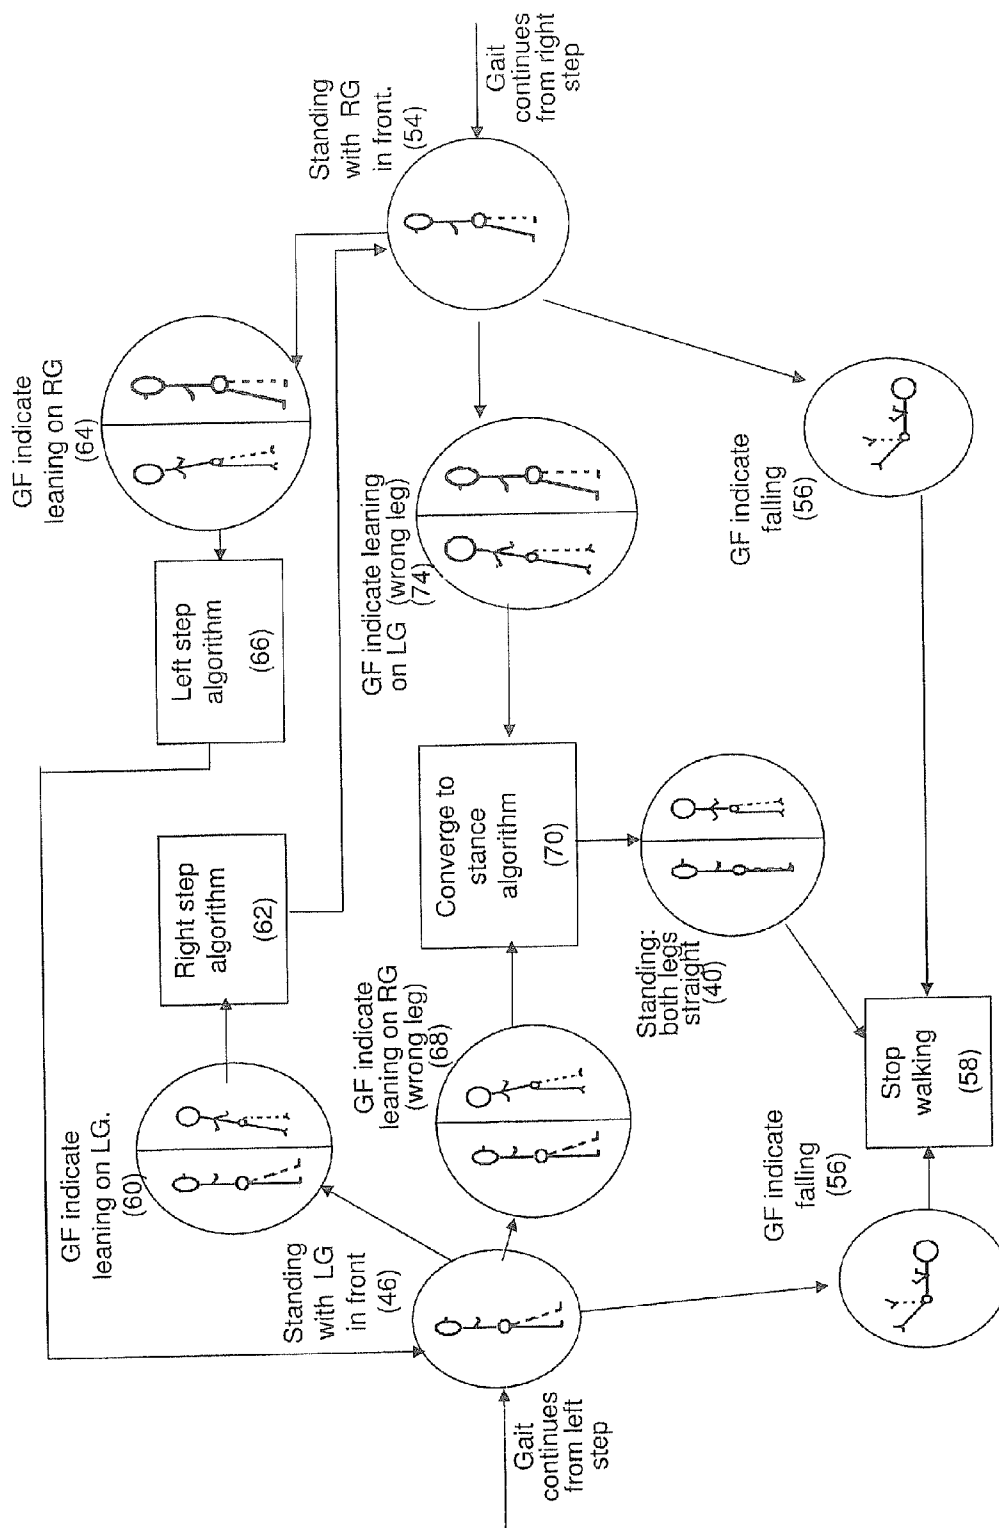 Gait
continues
from left
step
Standing
with LG
in front
(46)
GF indicate
leaning on LG.
(60)
Right step
algorithm
(62)
Left step
algorithm
(66)
GF indicate
leaning on RG
(64)
Standing
with RG
in front.
(54)
Gait
continues
from right
step
GF indicate
leaning on RG
(wrong leg)
(68)
Converge to
stance
algorithm
(70)
GF indicate leaning
on LG (wrong leg)
(74)
Standing:
both legs
straight
(40)
GF indicate
falling
(56)
Stop
walking
(58)
GF indicate
falling
(56)